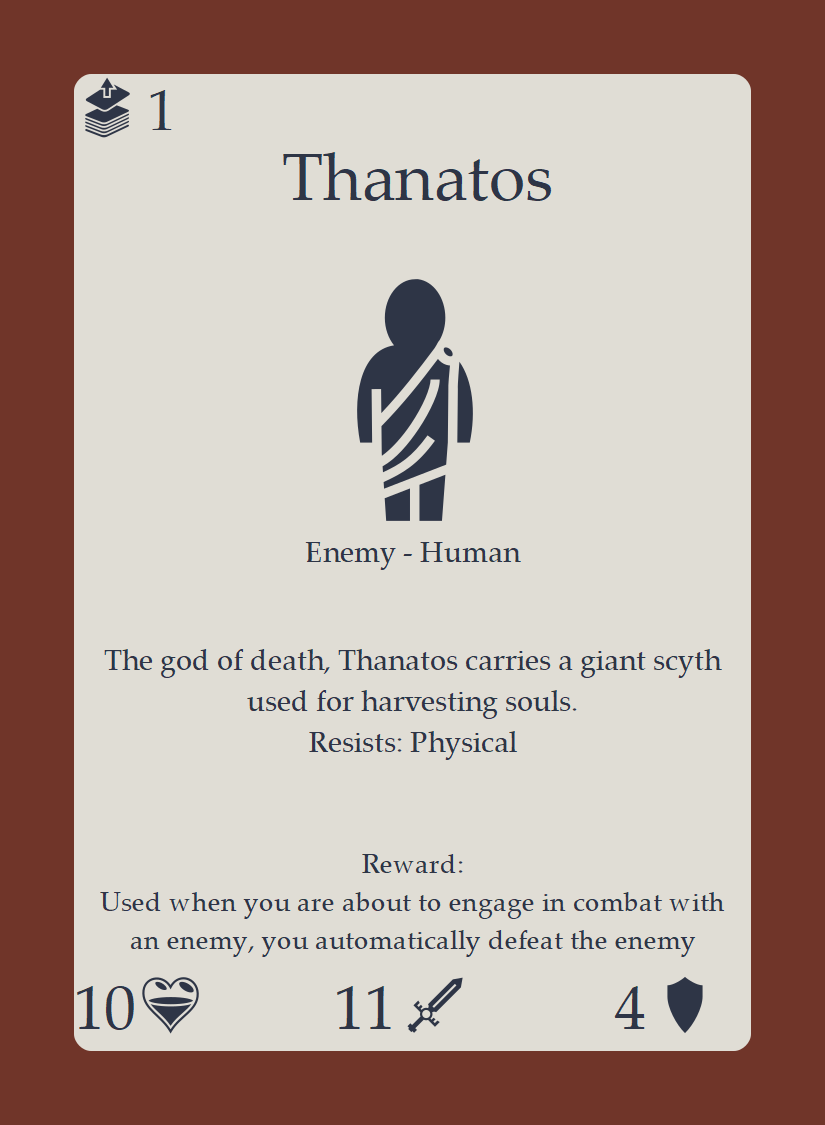 1
Thanatos
Enemy - Human
The god of death, Thanatos carries a giant scyth
used for harvesting souls.
Resists: Physical
Reward:
Used when you are about to engage in combat with
an enemy, you automatically defeat the enemy
10 11 4